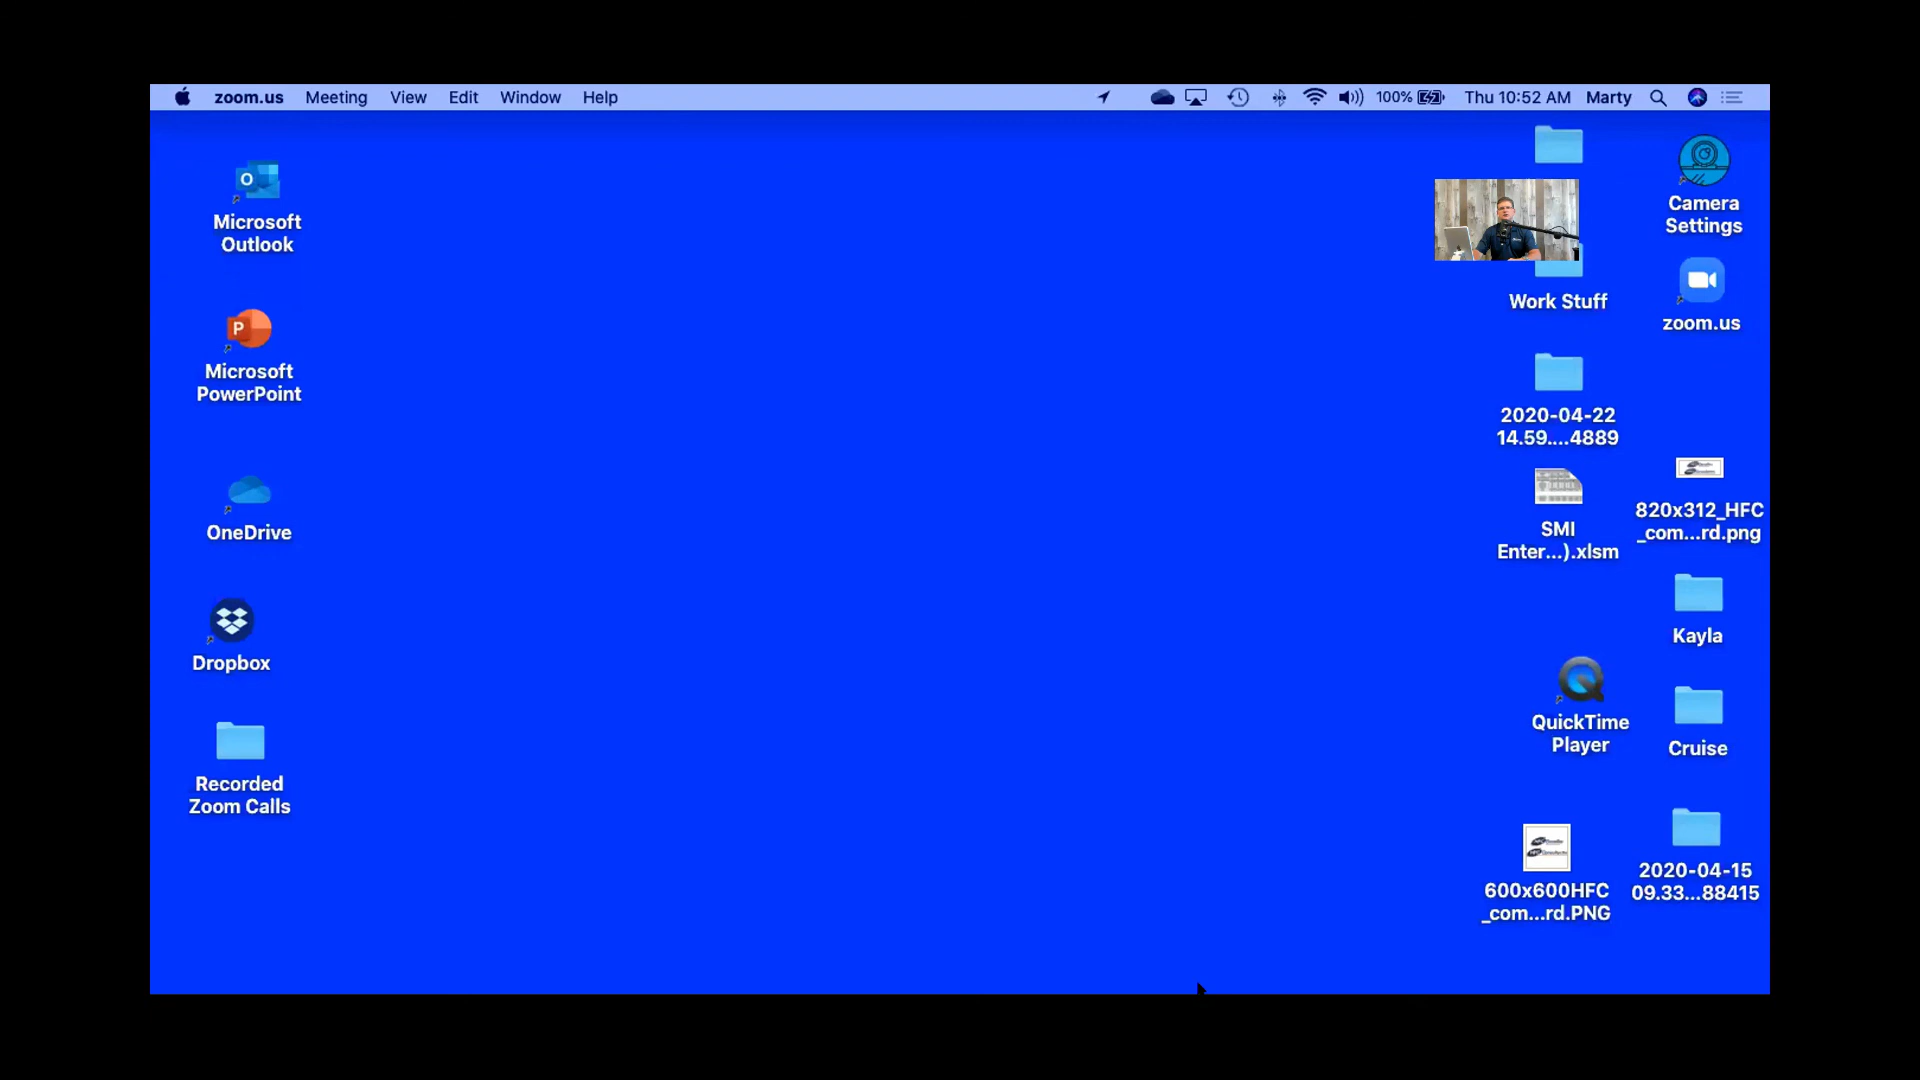 zoom.us Meeting View Edit Window Help 100% Thu 10:52 AM Marty
Microsoft
Outlook
Microsoft
PowerPoint
OneDrive
Dropbox
Recorded
Zoom Calls
Work Stuff
2020-04-22
14.59....4889
SMI
Enter...).xlsm
QuickTime
Player
600x600HFC
_com...rd.PNG
Camera
Settings
zoom.us
820x312_HFC
_com...rd.png
Kayla
Cruise
2020-04-15
09.33...88415